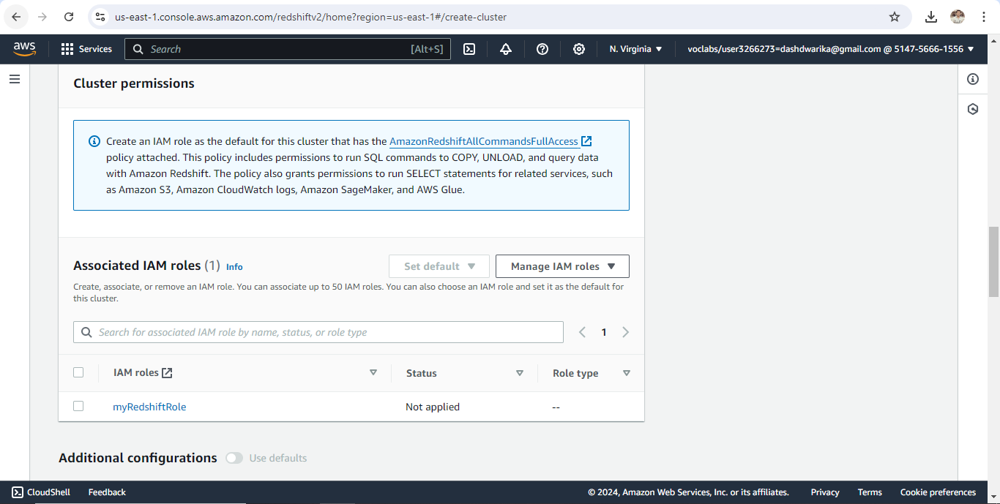 us-east-1.console.aws.amazon.com/redshiftv2/home?region=us-east-1#/create-cluster
aws
Services
Search
[Alt+S]
N. Virginia
voclabs/user3266273=dashdwarika@gmail.com @ 5147-5666-1556
Cluster permissions
Create an IAM role as the default for this cluster that has the AmazonRedshiftAllCommandsFullAccess
policy attached. This policy includes permissions to run SQL commands to COPY, UNLOAD, and query data
with Amazon Redshift. The policy also grants permissions to run SELECT statements for related services, such
as Amazon S3, Amazon CloudWatch logs, Amazon SageMaker, and AWS Glue.
Associated IAM roles (1) Info
Set default
Manage IAM roles
Create, associate, or remove an IAM role. You can associate up to 50 IAM roles. You can also choose an IAM role and set it as the default for
this cluster.
Search for associated IAM role by name, status, or role type
1
IAM roles
Status
Role type
myRedshiftRole
Not applied
--
Additional configurations
Use defaults
CloudShell
Feedback
© 2024, Amazon Web Services, Inc. or its affiliates.
Privacy
Terms
Cookie preferences